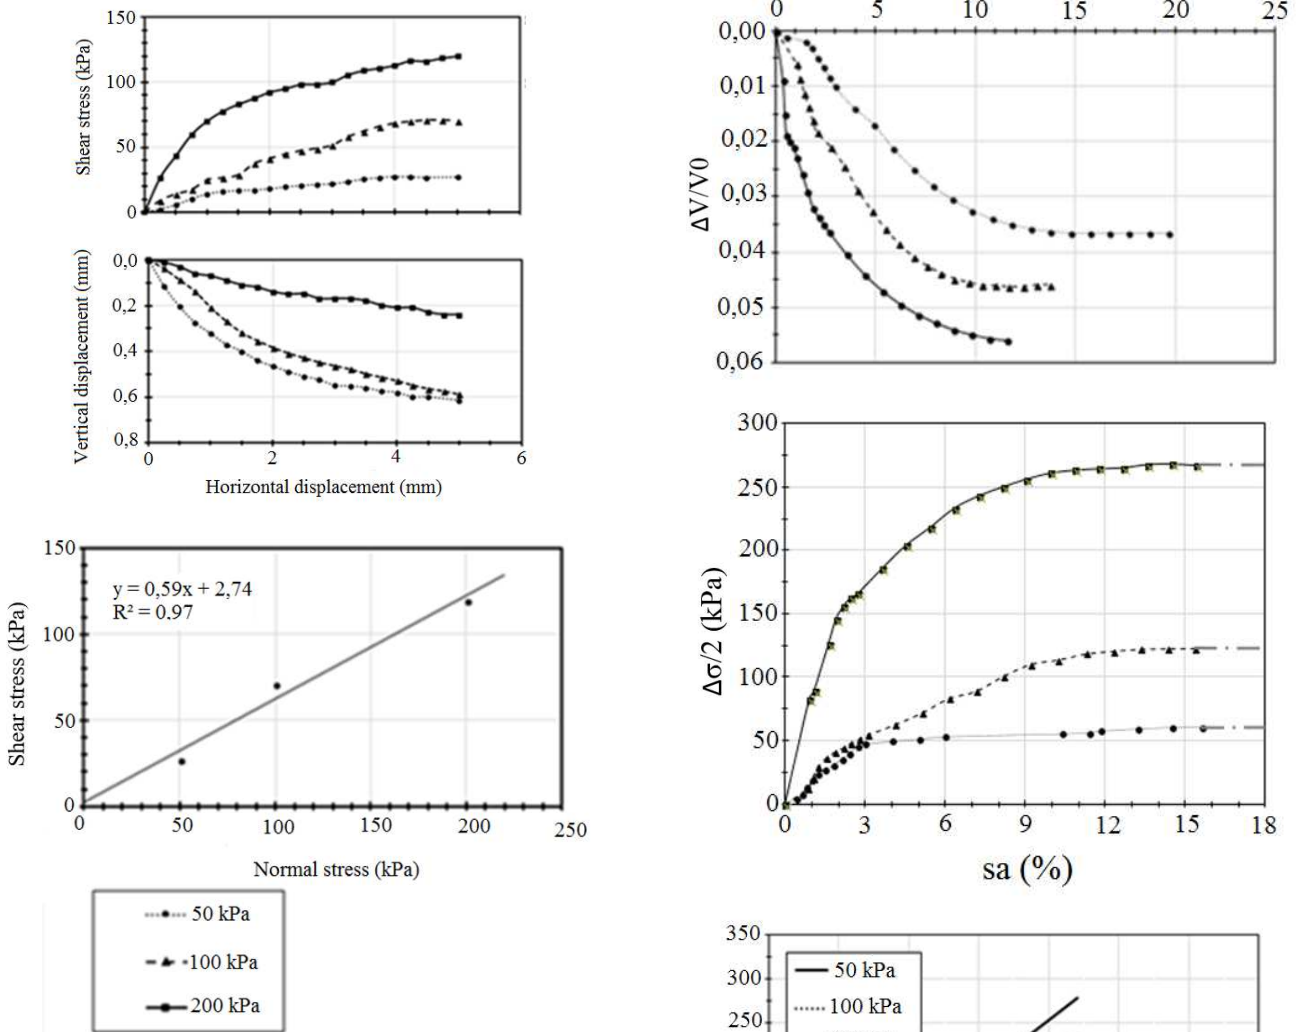 150
100
50
0
Shear stress (kPa)
0,0
0,2
0,4
0,6
0,8
Vertical displacement (mm)
0 2 4 6
Horizontal displacement (mm)
150
100
50
0
Shear stress (kPa)
y = 0,59x + 2,74
R² = 0,97
0 50 100 150 200 250
Normal stress (kPa)
50 kPa
100 kPa
200 kPa
0 5 10 15 20 25
0,00
0,01
0,02
0,03
0,04
0,05
0,06
ΔV/V0
300
250
200
150
100
50
0
Δσ/2 (kPa)
0 3 6 9 12 15 18
sa (%)
350
300
250
50 kPa
100 kPa